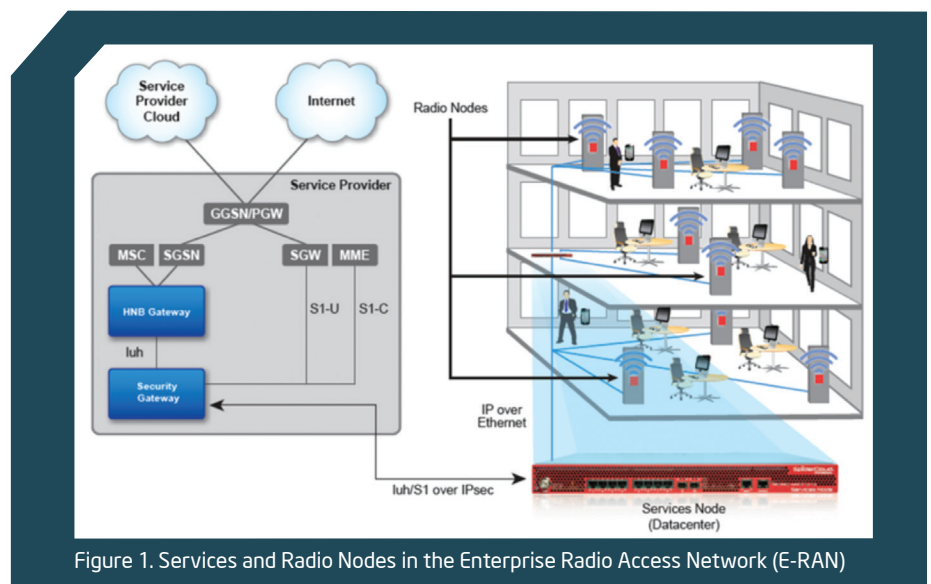 Service
Provider
Cloud
Internet
Radio Nodes
Service Provider
GGSN/PGW
MSC
SGSN
SGW
MME
HNB Gateway
S1-U
S1-C
Iuh
Security
Gateway
IP over
Ethernet
Iuh/S1 over IPsec
SpiderCloud
Services Node
(Datacenter)
Figure 1. Services and Radio Nodes in the Enterprise Radio Access Network (E-RAN)